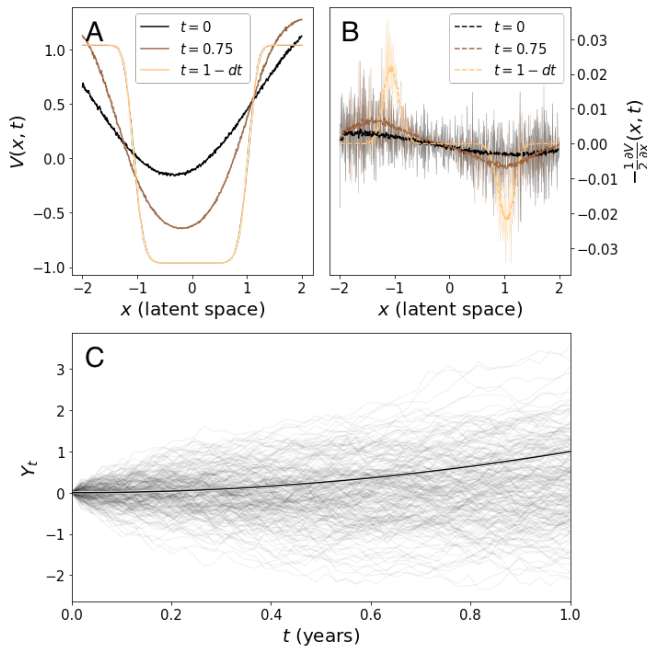 A
t = 0
t = 0.75
t = 1 − dt
1.0
0.5
0.0
−0.5
−1.0
V(x, t)
−2
−1
0
1
2
x (latent space)
B
t = 0
t = 0.75
t = 1 − dt
0.03
0.02
0.01
0.00
−0.01
−0.02
−0.03
−1/2 ∂V/∂x (x, t)
−2
−1
0
1
2
x (latent space)
C
3
2
1
0
−1
−2
Y_t
0.0
0.2
0.4
0.6
0.8
1.0
t (years)